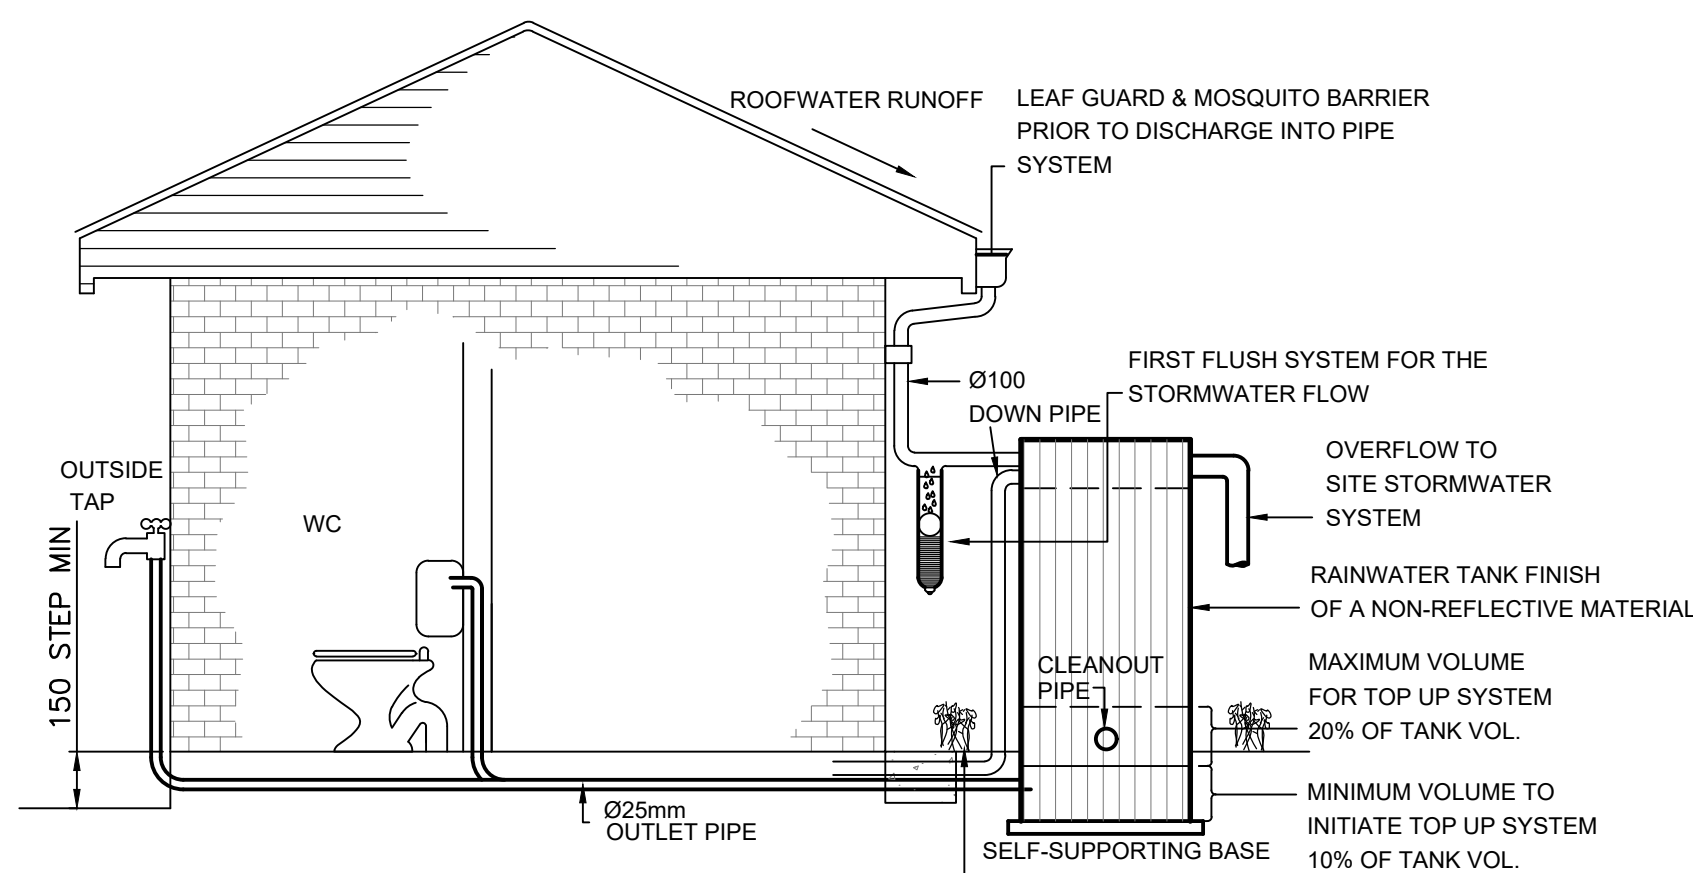 ROOFWATER RUNOFF
LEAF GUARD & MOSQUITO BARRIER
PRIOR TO DISCHARGE INTO PIPE
SYSTEM
FIRST FLUSH SYSTEM FOR THE
STORMWATER FLOW
Ø100
DOWN PIPE
OVERFLOW TO
SITE STORMWATER
SYSTEM
OUTSIDE
TAP
WC
150 STEP MIN
RAINWATER TANK FINISH
OF A NON-REFLECTIVE MATERIAL
CLEANOUT
PIPE
MAXIMUM VOLUME
FOR TOP UP SYSTEM
20% OF TANK VOL.
MINIMUM VOLUME TO
INITIATE TOP UP SYSTEM
10% OF TANK VOL.
Ø25mm
OUTLET PIPE
SELF-SUPPORTING BASE